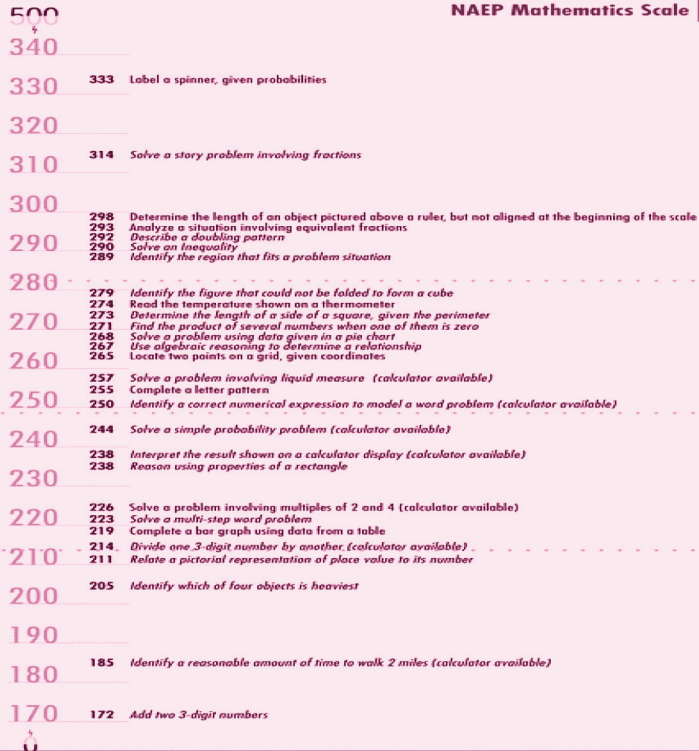 NAEP Mathematics Scale
500
340
333 Label a spinner, given probabilities
330
320
314 Solve a story problem involving fractions
310
300
298 Determine the length of an object pictured above a ruler, but not aligned at the beginning of the scale
293 Analyze a situation involving equivalent fractions
292 Describe a doubling pattern
290
290 Solve an Inequality
289 Identify the region that fits a problem situation
280
279 Identify the figure that could not be folded to form a cube
274 Read the temperature shown on a thermometer
273 Determine the length of a side of a square, given the perimeter
270
271 Find the product of several numbers when one of them is zero
268 Solve a problem using data given in a pie chart
267 Use algebraic reasoning to determine a relationship
265 Locate two points on a grid, given coordinates
260
257 Solve a problem involving liquid measure (calculator available)
255 Complete a letter pattern
250
250 Identify a correct numerical expression to model a word problem (calculator available)
244 Solve a simple probability problem (calculator available)
240
238 Interpret the result shown on a calculator display (calculator available)
238 Reason using properties of a rectangle
230
226 Solve a problem involving multiples of 2 and 4 (calculator available)
220
223 Solve a multi-step word problem
219 Complete a bar graph using data from a table
214 Divide one 3-digit number by another (calculator available)
210
211 Relate a pictorial representation of place value to its number
205 Identify which of four objects is heaviest
200
190
185 Identify a reasonable amount of time to walk 2 miles (calculator available)
180
170
172 Add two 3-digit numbers
0